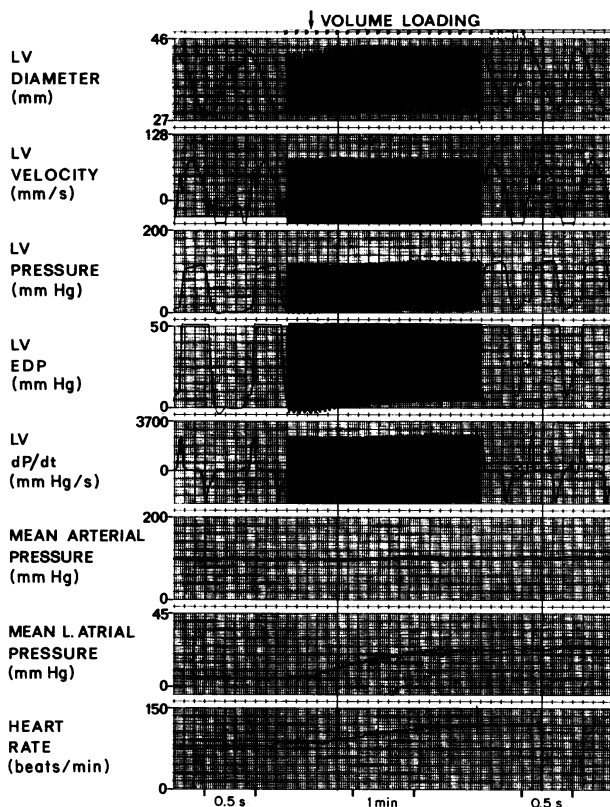 ↓ VOLUME LOADING
46
LV
DIAMETER
(mm)
27
128
LV
VELOCITY
(mm/s)
0
200
LV
PRESSURE
(mm Hg)
0
50
LV
EDP
(mm Hg)
0
3700
LV
dP/dt
(mm Hg/s)
0
200
MEAN ARTERIAL
PRESSURE
(mm Hg)
0
45
MEAN L. ATRIAL
PRESSURE
(mm Hg)
0
150
HEART
RATE
(beats/min)
0
0.5 s 1 min 0.5 s